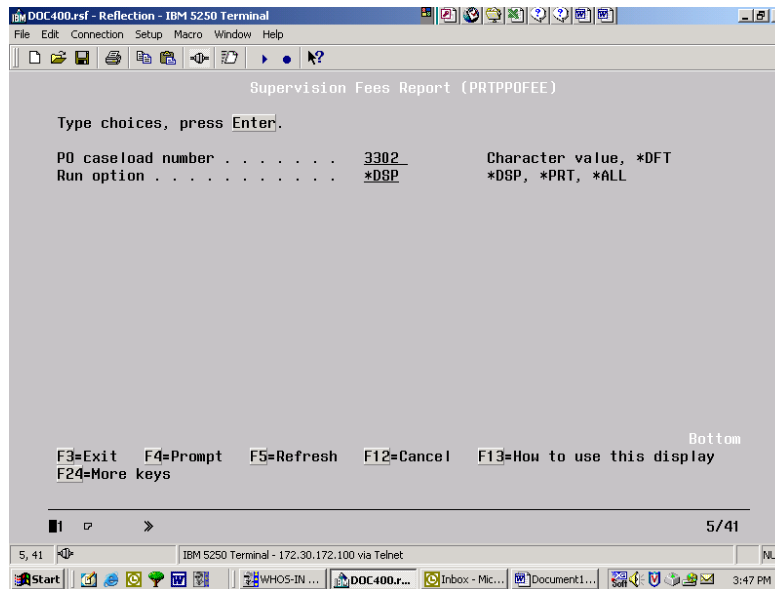 DOC400.rsf - Reflection - IBM 5250 Terminal
File Edit Connection Setup Macro Window Help
Supervision Fees Report (PRTPPOFEE)
Type choices, press Enter.
PO caseload number . . . . . . . 3302 Character value, *DFT
Run option . . . . . . . . . . . *DSP *DSP, *PRT, *ALL
Bottom
F3=Exit F4=Prompt F5=Refresh F12=Cancel F13=How to use this display
F24=More keys
1 » 5/41
5, 41 IBM 5250 Terminal - 172.30.172.100 via Telnet NU
Start WHOS-IN ... DOC400.r... Inbox - Mic... Document1... 3:47 PM